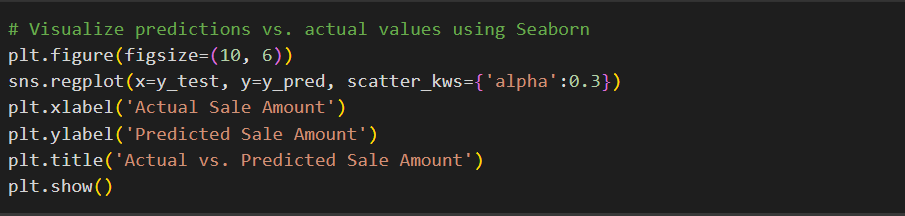 # Visualize predictions vs. actual values using Seaborn
plt.figure(figsize=(10, 6))
sns.regplot(x=y_test, y=y_pred, scatter_kws={'alpha':0.3})
plt.xlabel('Actual Sale Amount')
plt.ylabel('Predicted Sale Amount')
plt.title('Actual vs. Predicted Sale Amount')
plt.show()